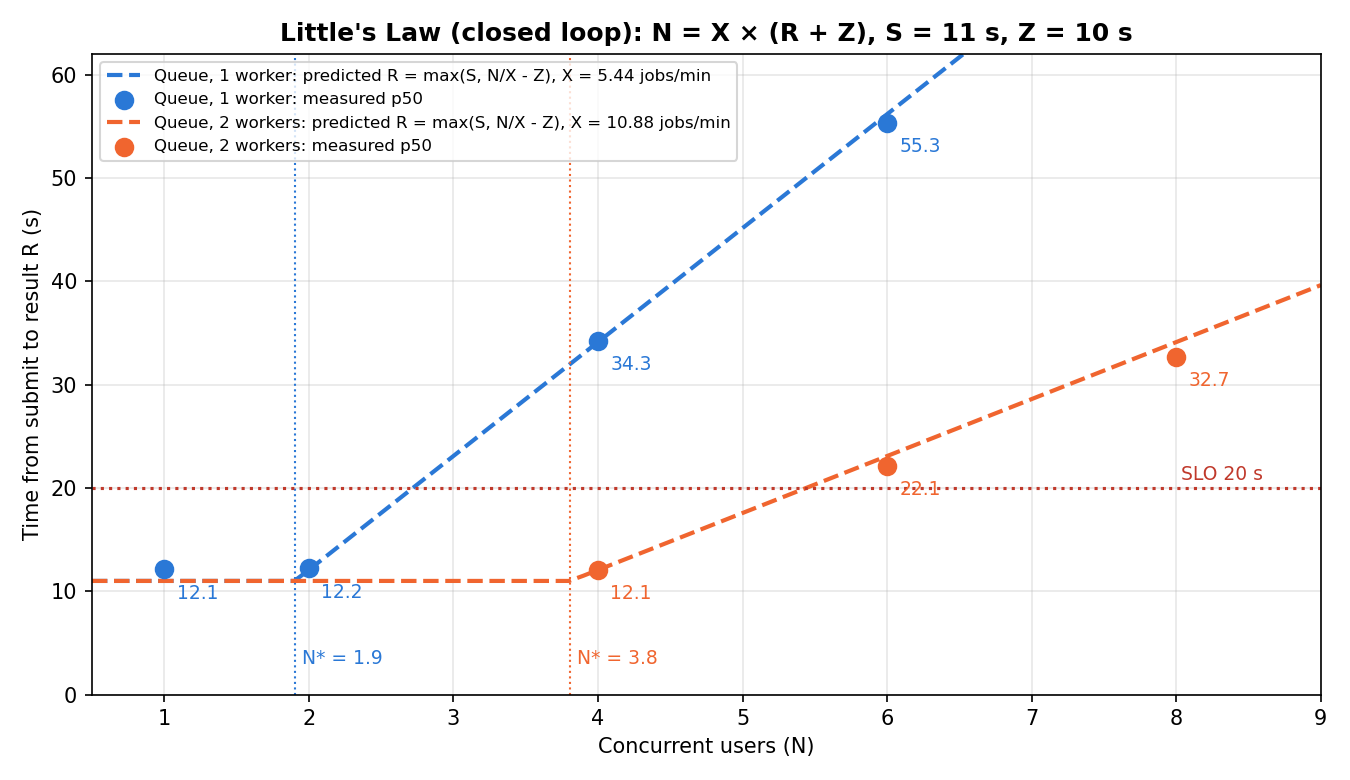 Little's Law (closed loop): N = X × (R + Z), S = 11 s, Z = 10 s
Queue, 1 worker: predicted R = max(S, N/X - Z), X = 5.44 jobs/min
Queue, 1 worker: measured p50
Queue, 2 workers: predicted R = max(S, N/X - Z), X = 10.88 jobs/min
Queue, 2 workers: measured p50
Time from submit to result R (s)
60
50
40
30
20
10
0
55.3
34.3
32.7
SLO 20 s
22.1
12.1
12.2
12.1
N* = 1.9
N* = 3.8
1 2 3 4 5 6 7 8 9
Concurrent users (N)